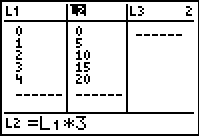 L1 L2 L3 2
0 0 ------
1 5
2 10
3 15
4 20
------ ------
L2 =L1*3